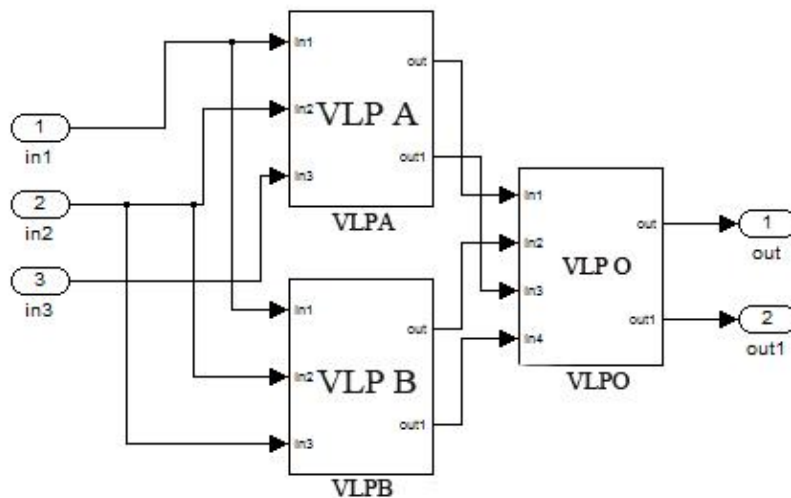 1
in1
2
in2
3
in3
In1
In2
In3
VLP A
out
out1
VLPA
In1
In2
In3
VLP B
out
out1
VLPB
In1
In2
In3
In4
VLP O
out
out1
VLPO
1
out
2
out1